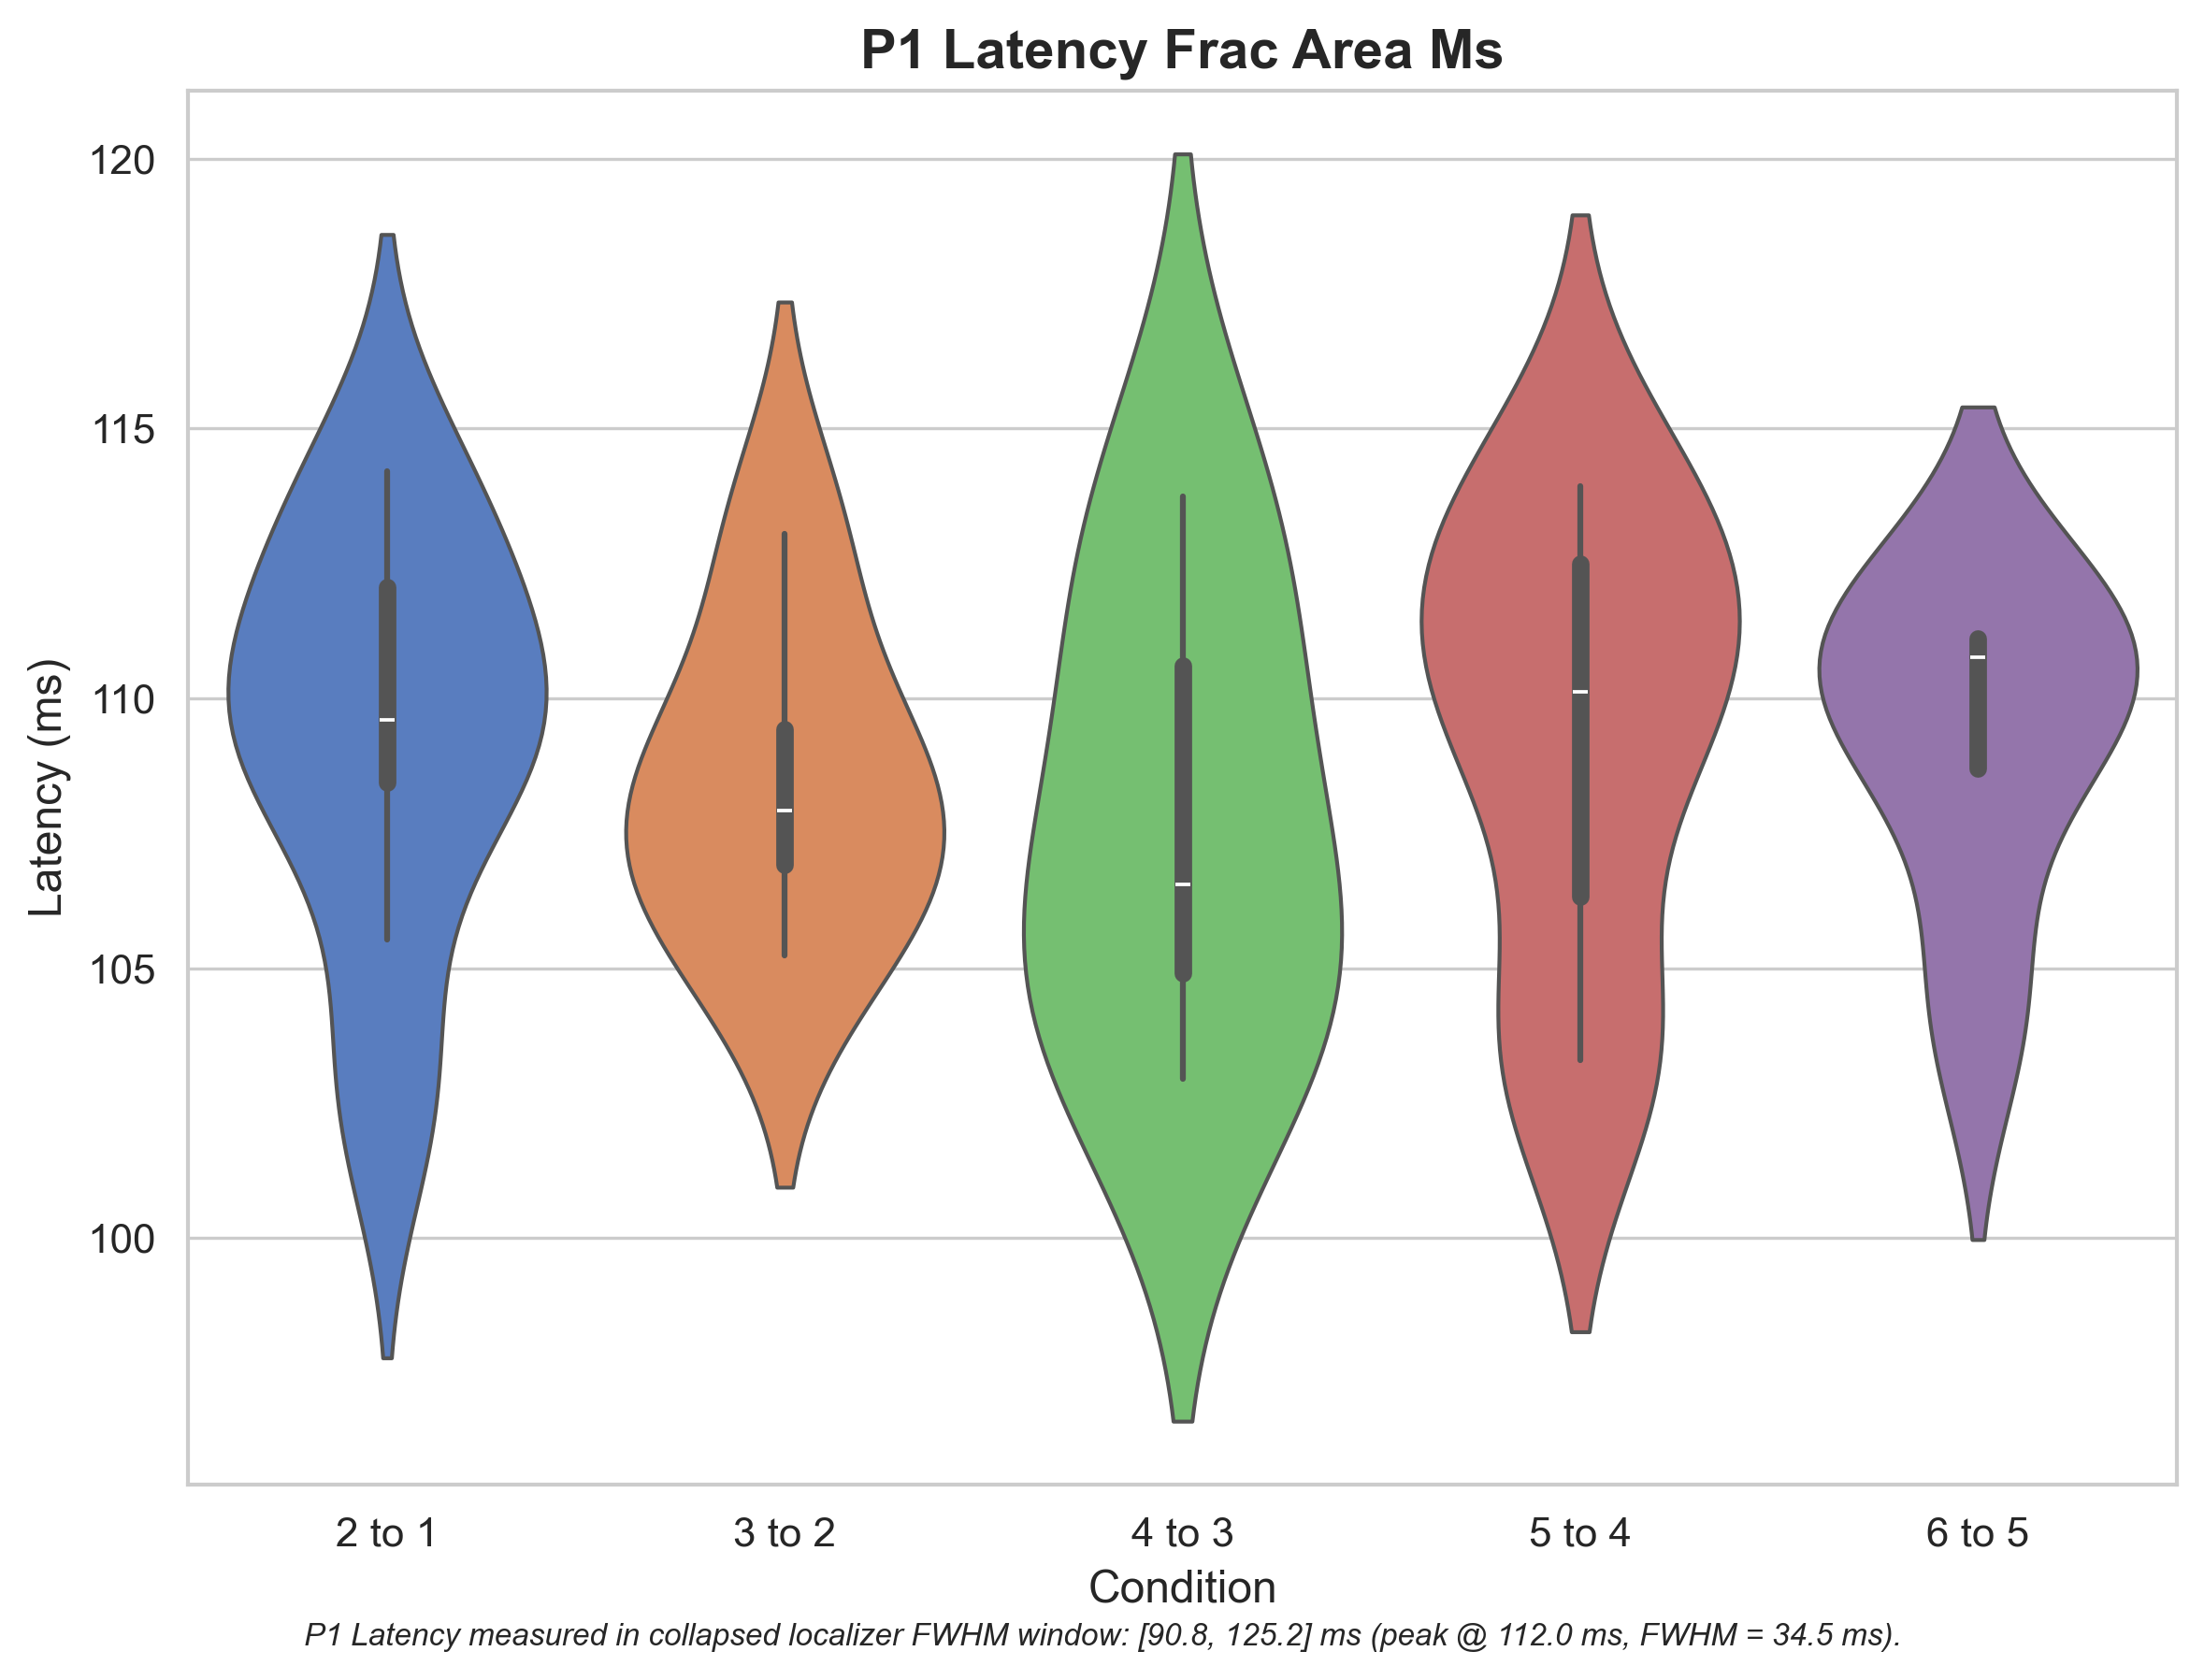 P1 Latency Frac Area Ms
120
115
110
105
100
Latency (ms)
2 to 1
3 to 2
4 to 3
5 to 4
6 to 5
Condition
P1 Latency measured in collapsed localizer FWHM window: [90.8, 125.2] ms (peak @ 112.0 ms, FWHM = 34.5 ms).